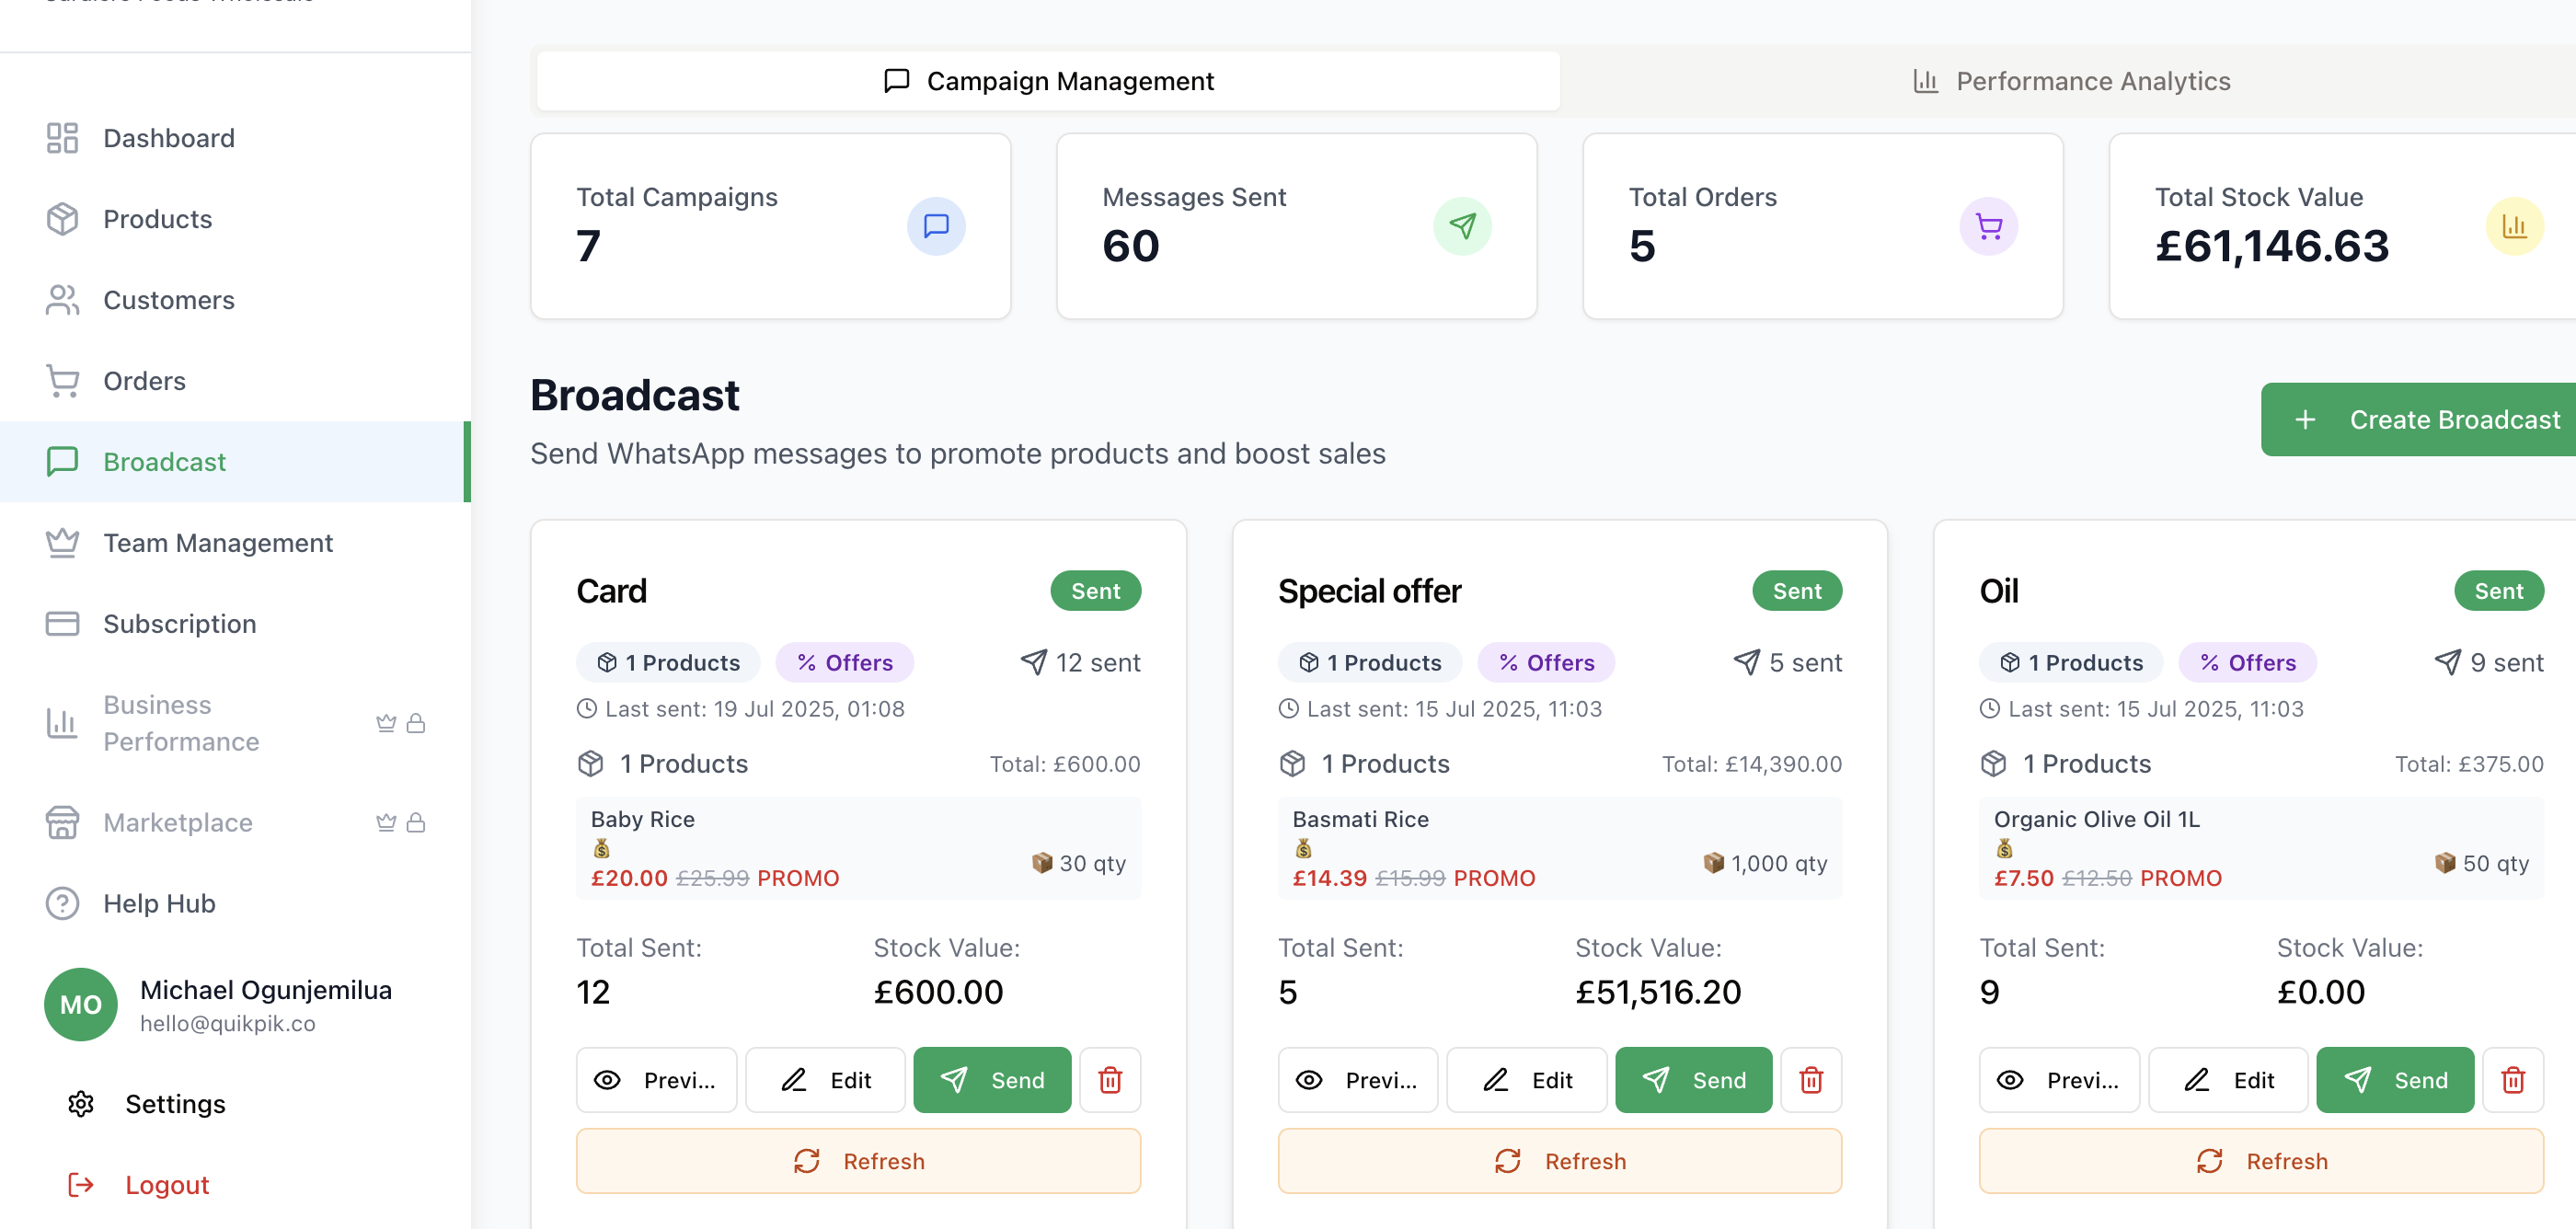 Dashboard
Products
Customers
Orders
Broadcast
Team Management
Subscription
Business
Performance
Marketplace
Help Hub
MO
Michael Ogunjemilua
hello@quikpik.co
Settings
Logout
Campaign Management
Performance Analytics
Total Campaigns
7
Messages Sent
60
Total Orders
5
Total Stock Value
£61,146.63
Broadcast
Send WhatsApp messages to promote products and boost sales
+ Create Broadcast
Card
Sent
1 Products
% Offers
12 sent
Last sent: 19 Jul 2025, 01:08
1 Products
Total: £600.00
Baby Rice
£20.00 £25.99 PROMO
30 qty
Total Sent:
12
Stock Value:
£600.00
Previ...
Edit
Send
Refresh
Special offer
Sent
1 Products
% Offers
5 sent
Last sent: 15 Jul 2025, 11:03
1 Products
Total: £14,390.00
Basmati Rice
£14.39 £15.99 PROMO
1,000 qty
Total Sent:
5
Stock Value:
£51,516.20
Previ...
Edit
Send
Refresh
Oil
Sent
1 Products
% Offers
9 sent
Last sent: 15 Jul 2025, 11:03
1 Products
Total: £375.00
Organic Olive Oil 1L
£7.50 £12.50 PROMO
50 qty
Total Sent:
9
Stock Value:
£0.00
Previ...
Edit
Send
Refresh